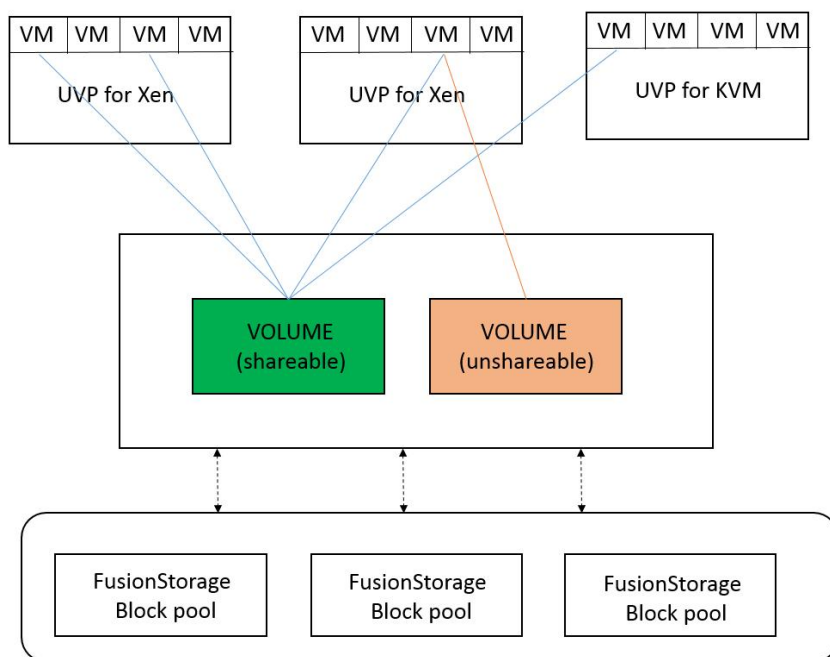 VM VM VM VM
UVP for Xen
VM VM VM VM
UVP for Xen
VM VM VM VM
UVP for KVM
VOLUME
(shareable)
VOLUME
(unshareable)
FusionStorage
Block pool
FusionStorage
Block pool
FusionStorage
Block pool